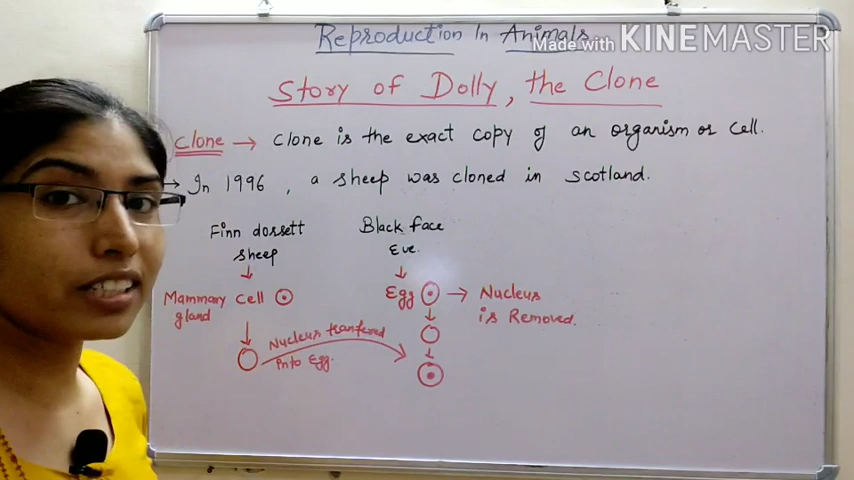 Reproduction In Animals
Made with KINEMASTER
Story of Dolly, the Clone
Clone → Clone is the exact copy of an organism or cell.
→ In 1996, a sheep was cloned in Scotland.
Finn dorsett
sheep
Black face
Eve.
Mammary cell
gland
Egg → Nucleus
is Removed.
Nucleus tranfered
into Egg.